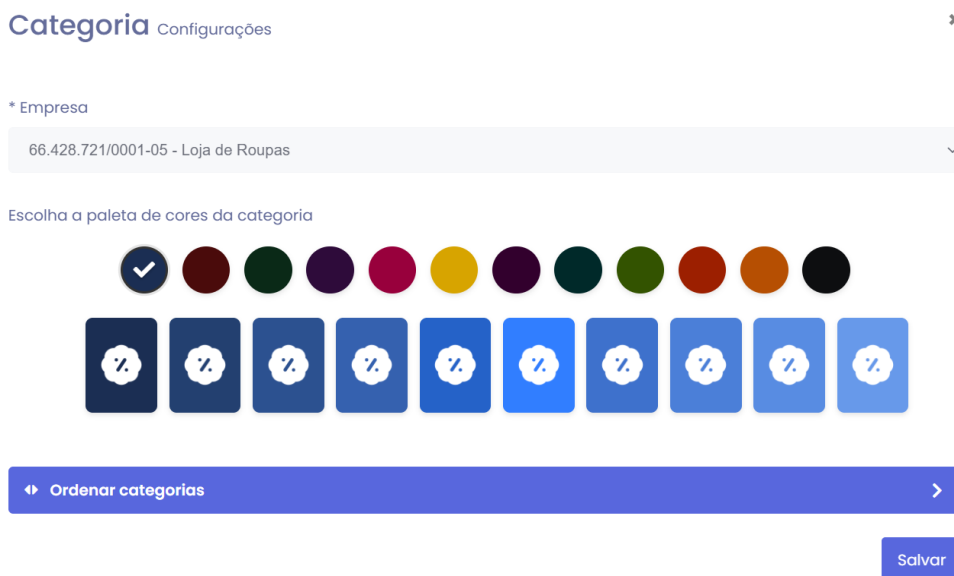 Categoria Configurações
* Empresa
66.428.721/0001-05 - Loja de Roupas
Escolha a paleta de cores da categoria
Ordenar categorias
Salvar